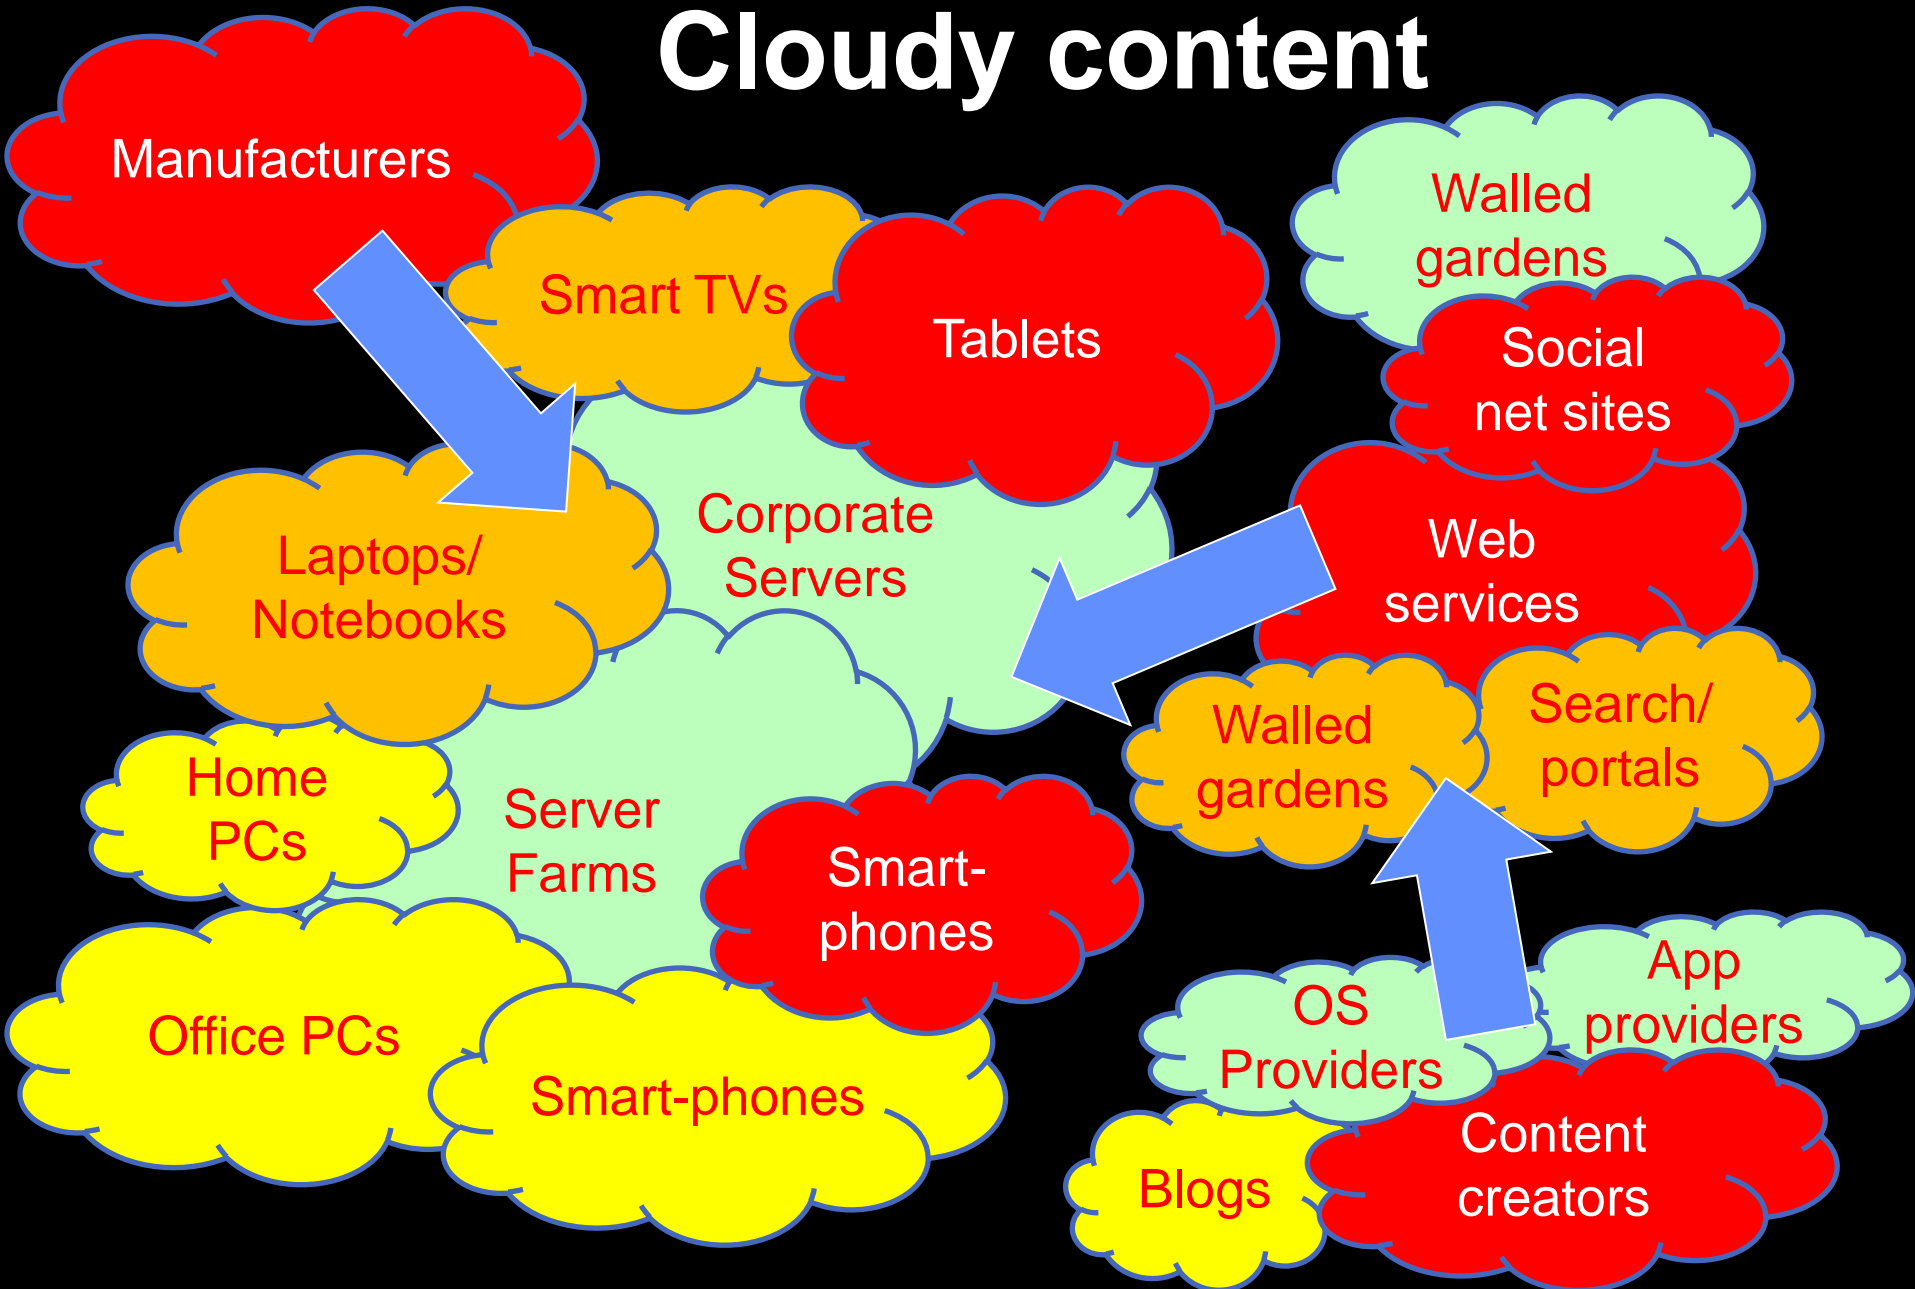 Cloudy content
Manufacturers
Smart TVs
Tablets
Walled
gardens
Social
net sites
Corporate
Servers
Web
services
Laptops/
Notebooks
Walled
gardens
Search/
portals
Home
PCs
Server
Farms
Smart-
phones
Office PCs
Smart-phones
OS
Providers
App
providers
Blogs
Content
creators